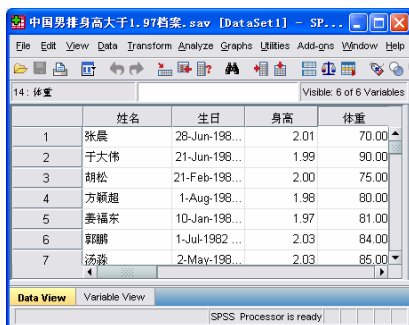 中国男排身高大于1.97档案.sav [DataSet1] - SP...
File Edit View Data Transform Analyze Graphs Utilities Add-ons Window Help
14 : 体重 Visible: 6 of 6 Variables
姓名 生日 身高 体重
1 张晨 28-Jun-198... 2.01 70.00
2 于大伟 21-Jun-198... 1.99 90.00
3 胡松 21-Feb-198... 2.00 75.00
4 方颖超 1-Aug-198... 1.98 80.00
5 姜福东 10-Jan-198... 1.97 81.00
6 郭鹏 1-Jul-1982 ... 2.03 84.00
7 汤淼 2-May-198... 2.03 85.00
Data View Variable View
SPSS Processor is ready